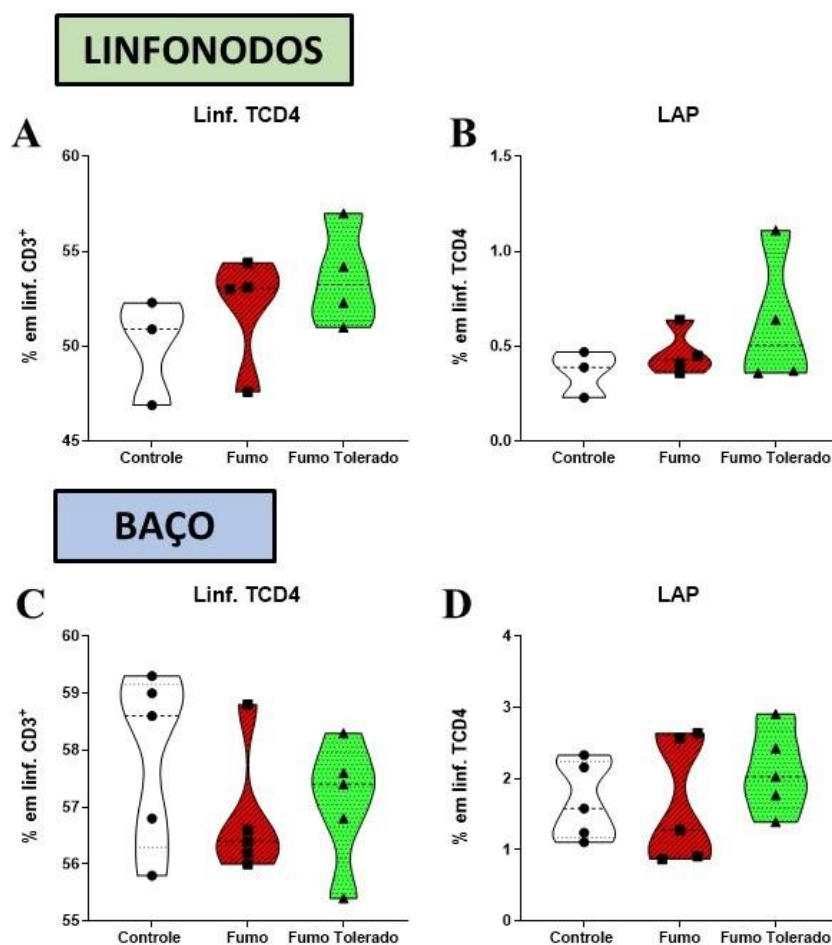 LINFONODOS
A
Linf. TCD4
60
55
50
45
% em linf. CD3⁺
Controle
Fumo
Fumo Tolerado
B
LAP
1.5
1.0
0.5
0.0
% em linf. TCD4
Controle
Fumo
Fumo Tolerado
BAÇO
C
Linf. TCD4
60
59
58
57
56
55
% em linf. CD3⁺
Controle
Fumo
Fumo Tolerado
D
LAP
4
3
2
1
0
% em linf. TCD4
Controle
Fumo
Fumo Tolerado